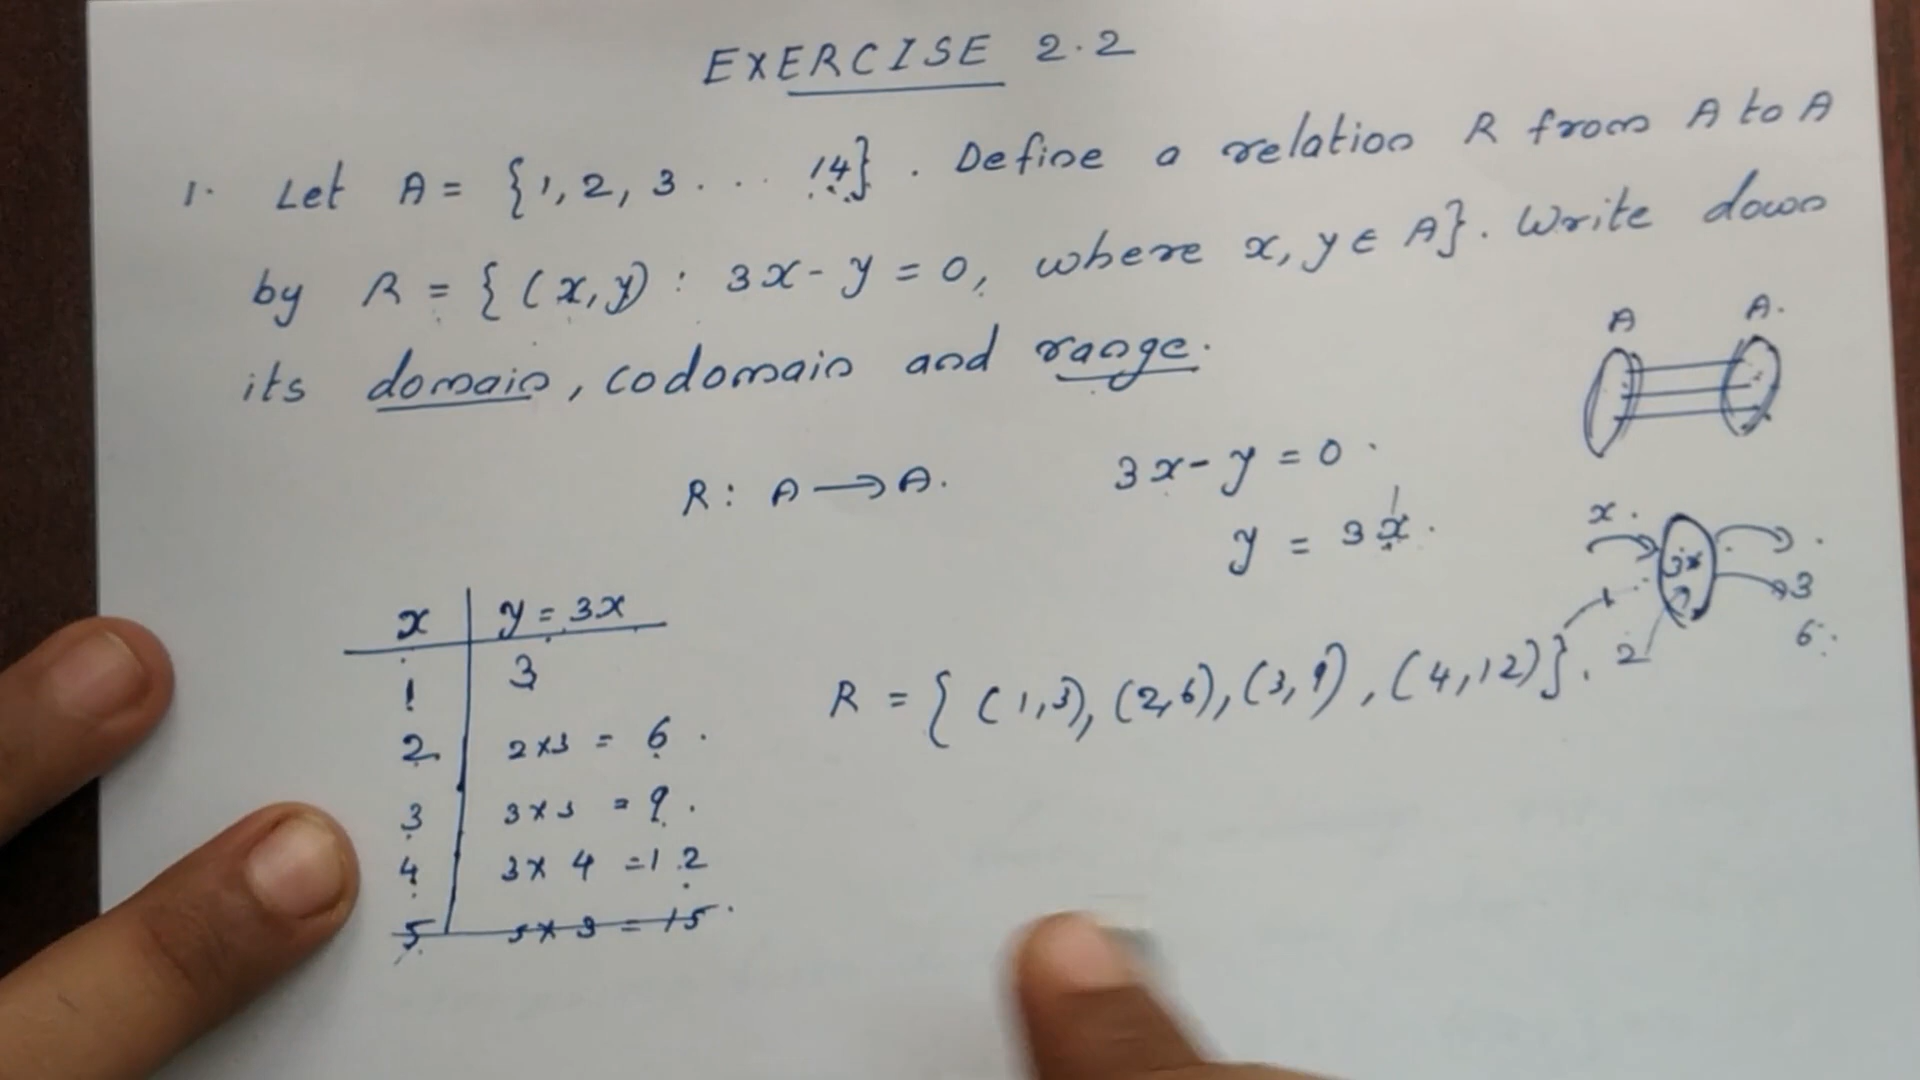 EXERCISE 2.2
1. Let A = {1, 2, 3 . . . 14}. Define a relation R from A to A
by R = { (x, y) : 3x - y = 0, where x, y ∈ A}. Write down
its domain, codomain and range.
A A.
R: A → A.
3x - y = 0.
y = 3x.
x. 3x
3
6.
2
x | y = 3x
1 | 3
2 | 2 x 3 = 6.
3 | 3 x 3 = 9.
4 | 3 x 4 = 12
5 | 5 x 3 = 15.
R = { (1,3), (2,6), (3,9), (4,12)}.